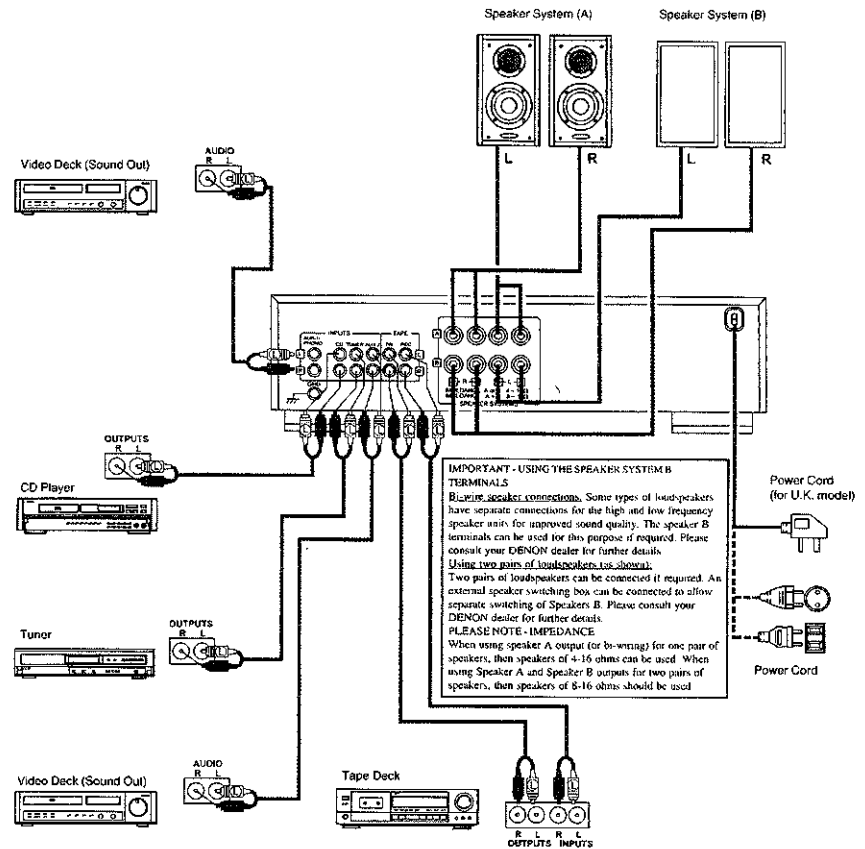 Speaker System (A)
Speaker System (B)
L
R
L
R
Video Deck (Sound Out)
AUDIO
R L
INPUTS
TAPE
AUX-1/
PHONO
CD TUNER AUX-2 PB REC
L
L
R
R
GND
A
B
R
L
SPEAKER SYSTEMS
OUTPUTS
R L
CD Player
OUTPUTS
R L
Tuner
Video Deck (Sound Out)
AUDIO
R L
Tape Deck
R L R L
OUTPUTS INPUTS
IMPORTANT - USING THE SPEAKER SYSTEM B
TERMINALS
Bi-wire speaker connections. Some types of loudspeakers
have separate connections for the high and low frequency
speaker units for improved sound quality. The speaker B
terminals can be used for this purpose if required. Please
consult your DENON dealer for further details
Using two pairs of loudspeakers (as shown):
Two pairs of loudspeakers can be connected if required. An
external speaker switching box can be connected to allow
separate switching of Speakers B. Please consult your
DENON dealer for further details.
PLEASE NOTE - IMPEDANCE
When using speaker A output (or bi-wiring) for one pair of
speakers, then speakers of 4-16 ohms can be used When
using Speaker A and Speaker B outputs for two pairs of
speakers, then speakers of 8-16 ohms should be used
Power Cord
(for U.K. model)
Power Cord